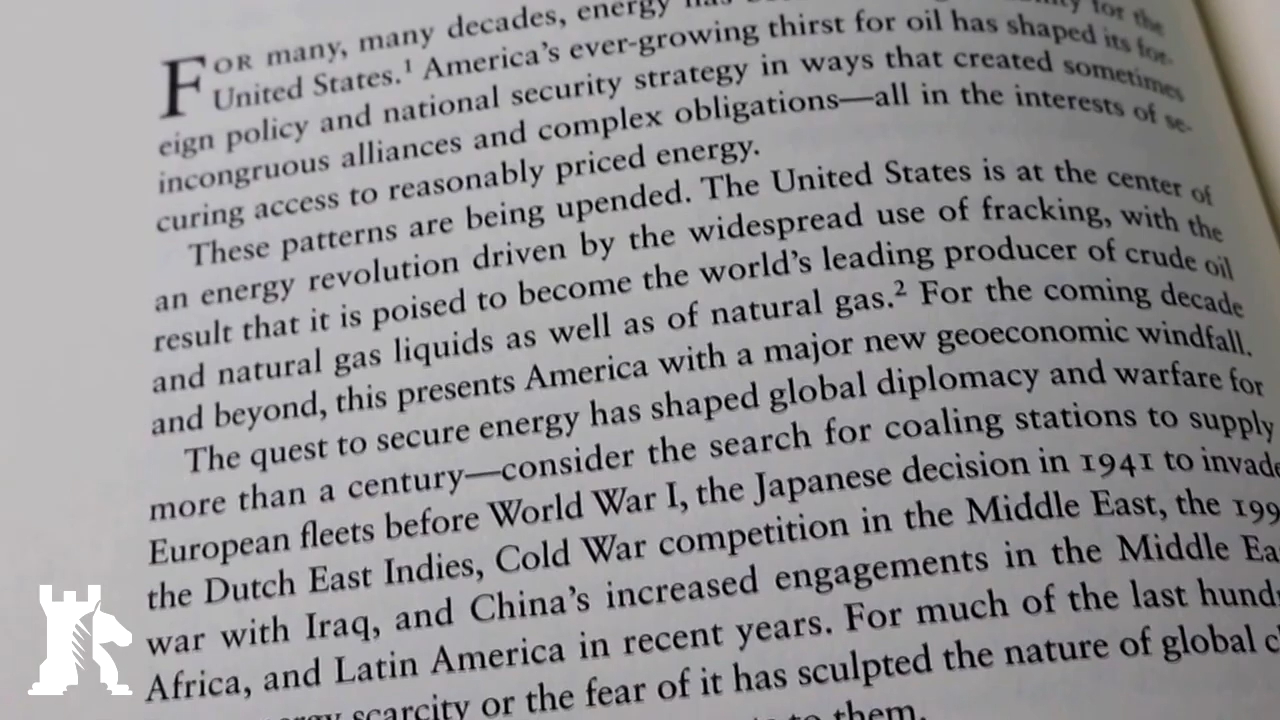 FOR many, many decades, energy has for the
United States.¹ America's ever-growing thirst for oil has shaped its for-
eign policy and national security strategy in ways that created sometimes
incongruous alliances and complex obligations—all in the interests of se-
curing access to reasonably priced energy.
These patterns are being upended. The United States is at the center of
an energy revolution driven by the widespread use of fracking, with the
result that it is poised to become the world's leading producer of crude oil
and natural gas liquids as well as of natural gas.² For the coming decade
and beyond, this presents America with a major new geoeconomic windfall.
The quest to secure energy has shaped global diplomacy and warfare for
more than a century—consider the search for coaling stations to supply
European fleets before World War I, the Japanese decision in 1941 to invade
the Dutch East Indies, Cold War competition in the Middle East, the 199
war with Iraq, and China's increased engagements in the Middle Ea
Africa, and Latin America in recent years. For much of the last hund
scarcity or the fear of it has sculpted the nature of global c
to them.